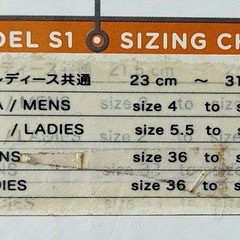 DEL S1 SIZING CH
レディース共通 23 cm ～ 31
/ MENS size 4 to
/ LADIES size 5.5 to
NS size 36 to
DIES size 36 to